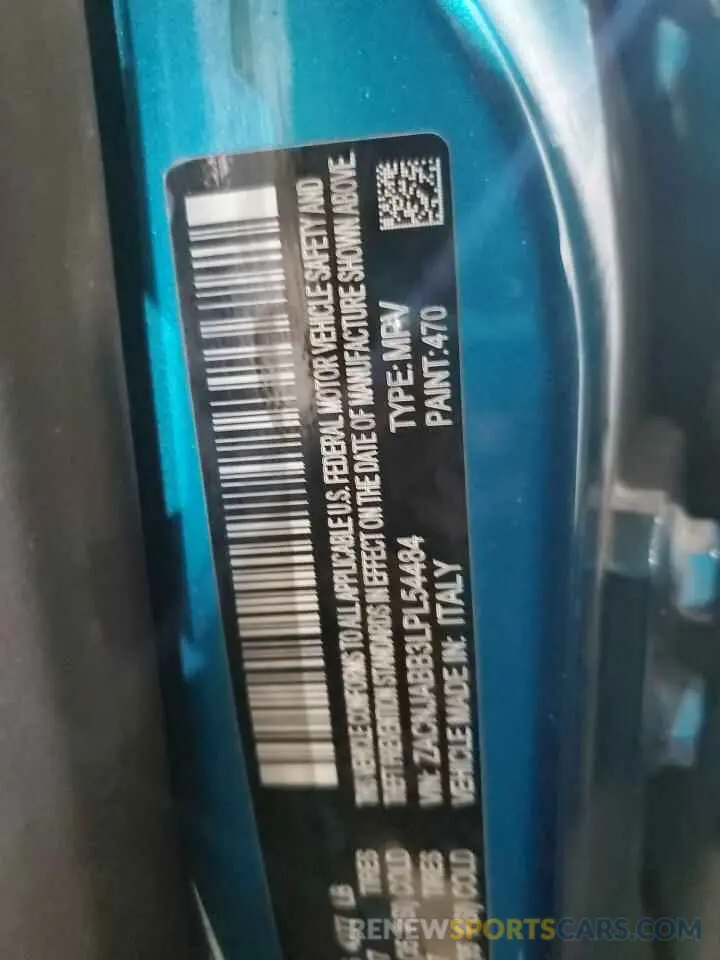 THIS VEHICLE CONFORMS TO ALL APPLICABLE U.S. FEDERAL MOTOR VEHICLE SAFETY AND
THEFT PREVENTION STANDARDS IN EFFECT ON THE DATE OF MANUFACTURE SHOWN ABOVE.
VIN: ZACNJABB3LPL54484 TYPE: MPV
VEHICLE MADE IN: ITALY PAINT: 470
LB
TIRES
COLD
TIRES
COLD
RENEWSPORTSCARS.COM